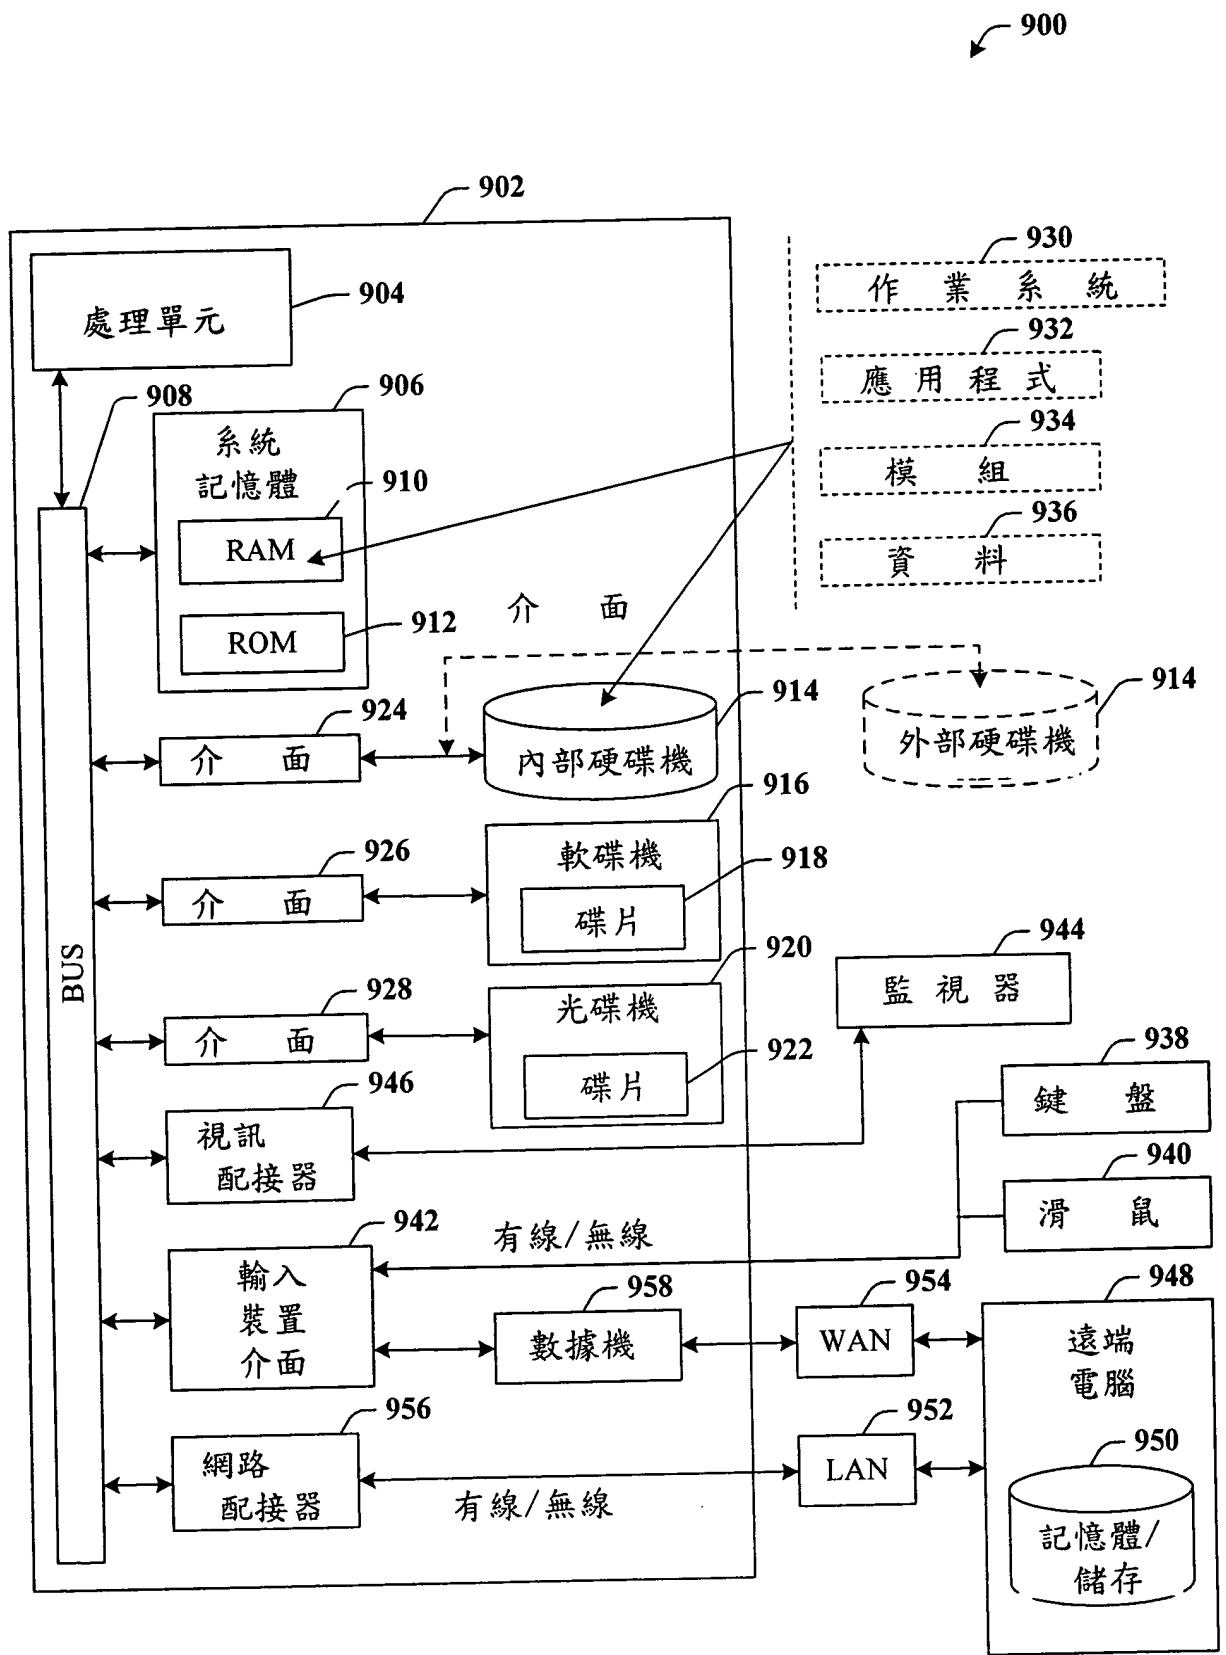 900
902
930
作業系統
904
處理單元
932
應用程式
908
906
系統
記憶體
934
模組
910
RAM
936
資料
介面
912
ROM
924
介面
914
內部硬碟機
914
外部硬碟機
916
軟碟機
926
介面
918
碟片
BUS
920
光碟機
944
監視器
928
介面
922
碟片
938
鍵盤
946
視訊
配接器
940
滑鼠
942
輸入
裝置
介面
有線/無線
958
數據機
954
WAN
948
遠端
電腦
956
網路
配接器
有線/無線
952
LAN
950
記憶體/
儲存